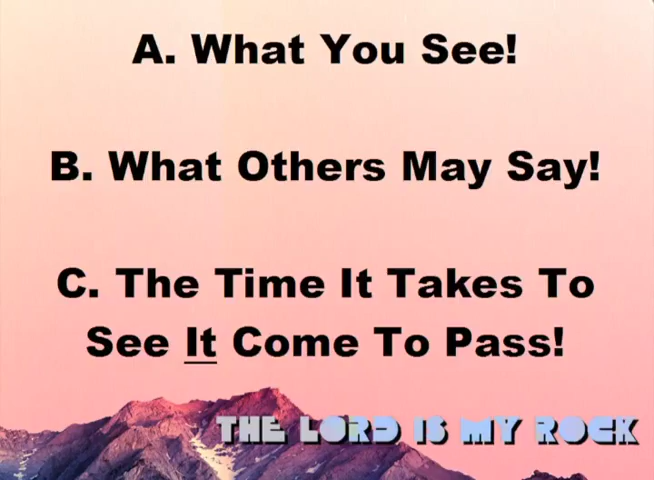 A. What You See!
B. What Others May Say!
C. The Time It Takes To
See It Come To Pass!
THE LORD IS MY ROCK